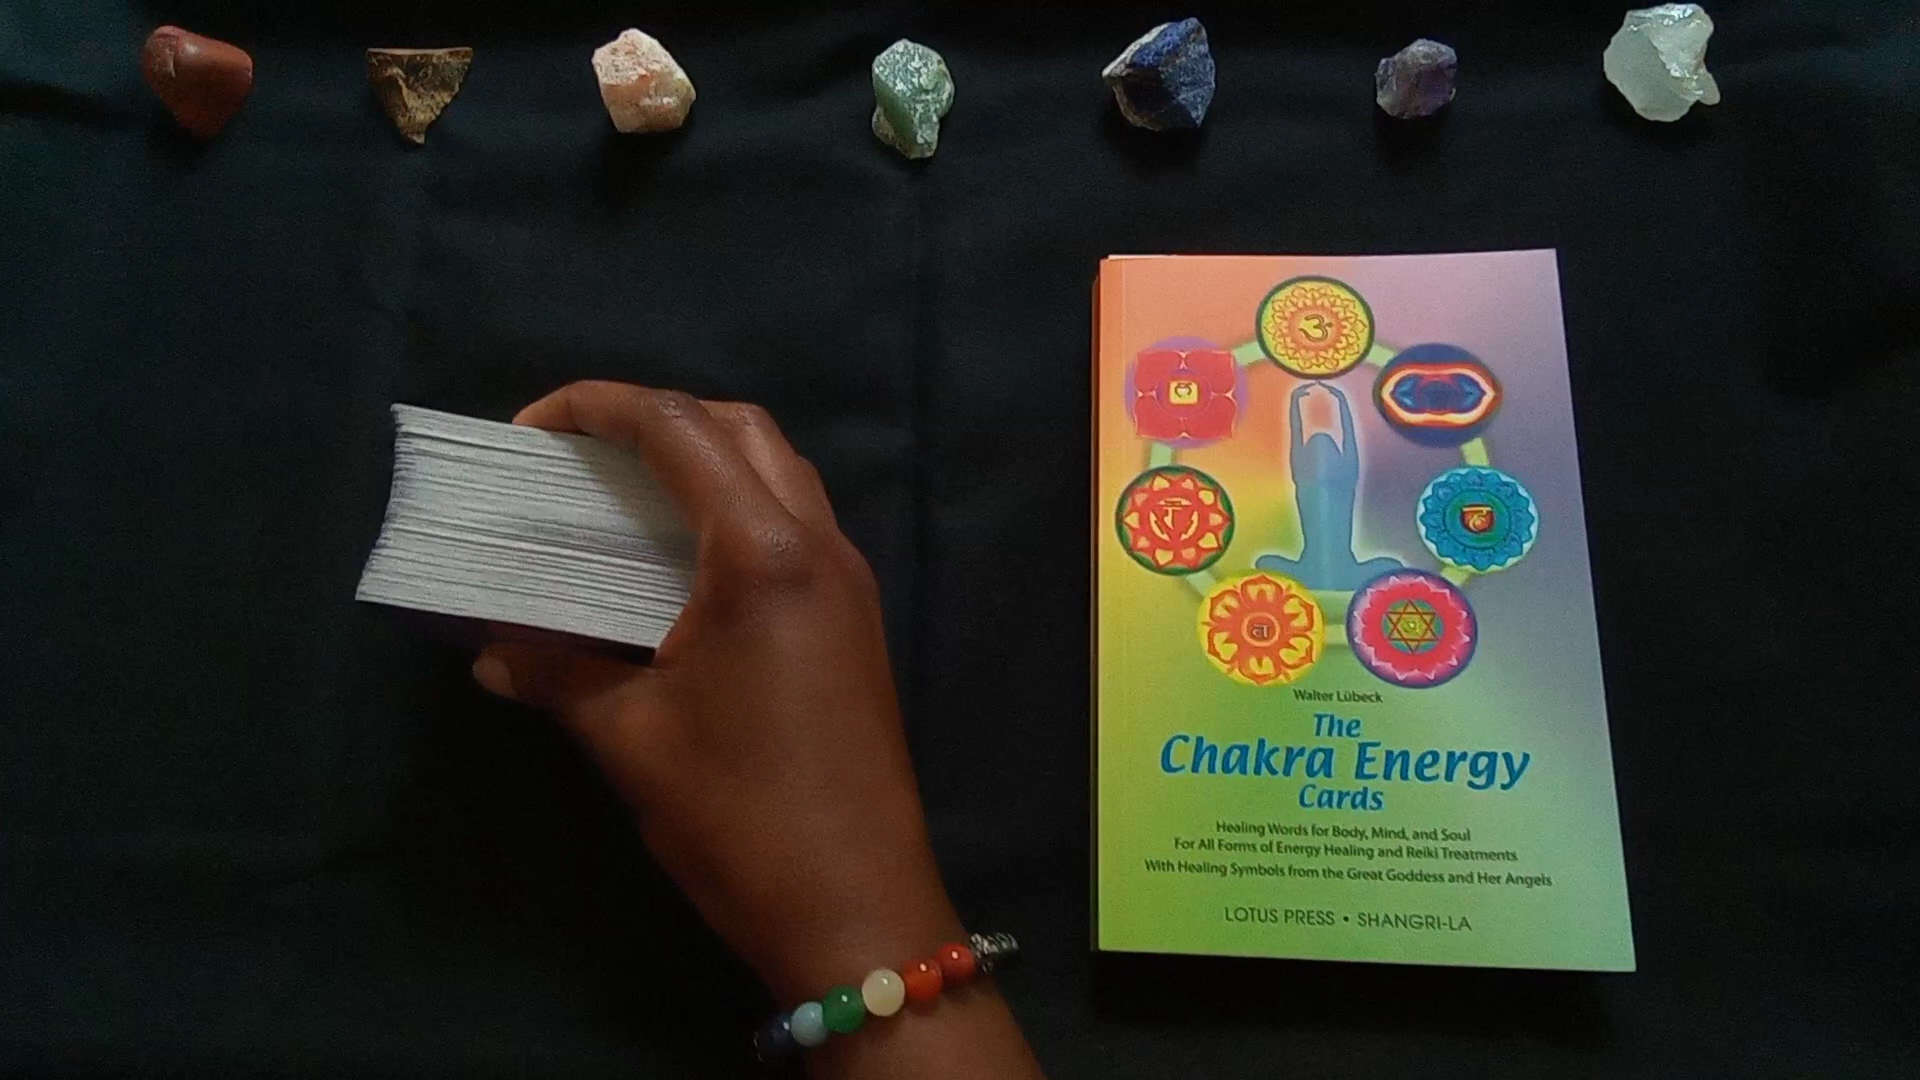 Walter Lübeck
The
Chakra Energy
Cards
Healing Words for Body, Mind, and Soul
For All Forms of Energy Healing and Reiki Treatments
With Healing Symbols from the Great Goddess and Her Angels
LOTUS PRESS • SHANGRI-LA